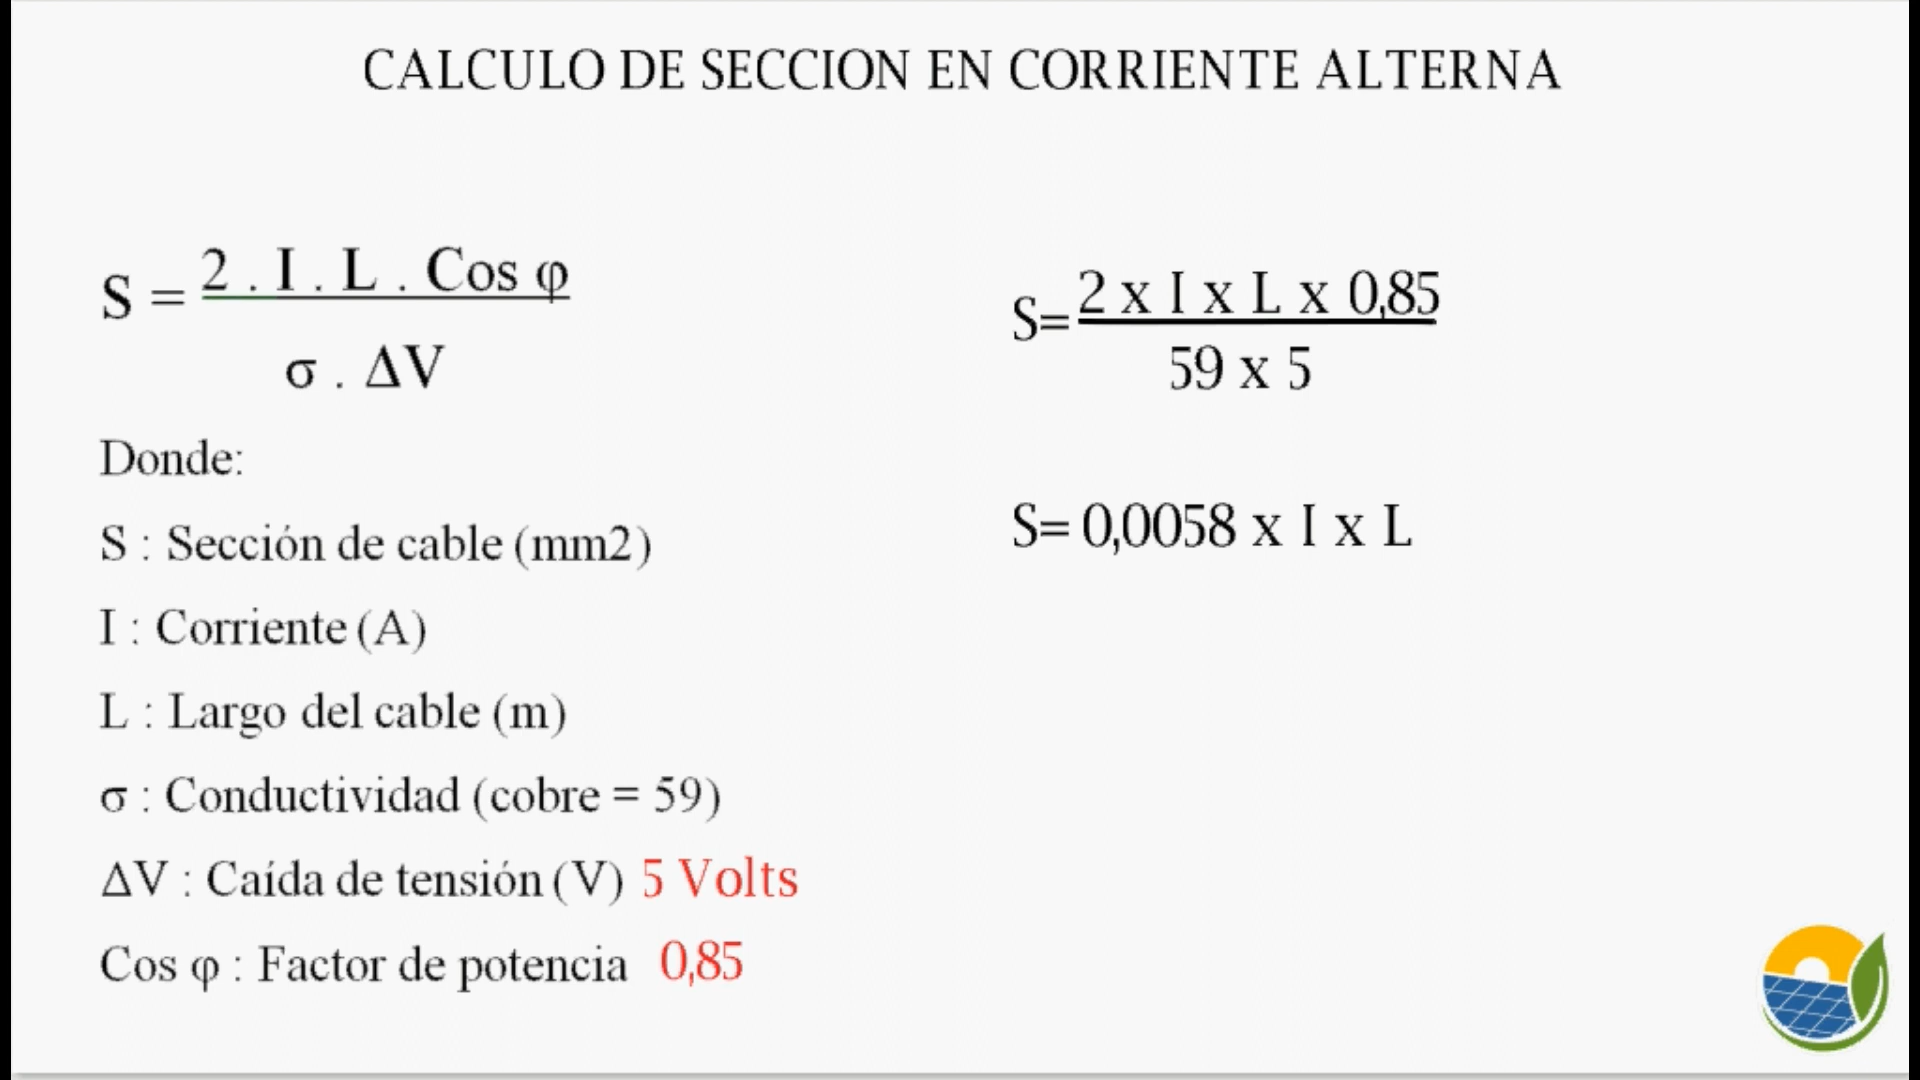 CALCULO DE SECCION EN CORRIENTE ALTERNA
S = 2 . I . L . Cos φ
σ . ΔV
Donde:
S : Sección de cable (mm2)
I : Corriente (A)
L : Largo del cable (m)
σ : Conductividad (cobre = 59)
ΔV : Caída de tensión (V) 5 Volts
Cos φ : Factor de potencia 0,85
S= 2 x I x L x 0,85
59 x 5
S= 0,0058 x I x L